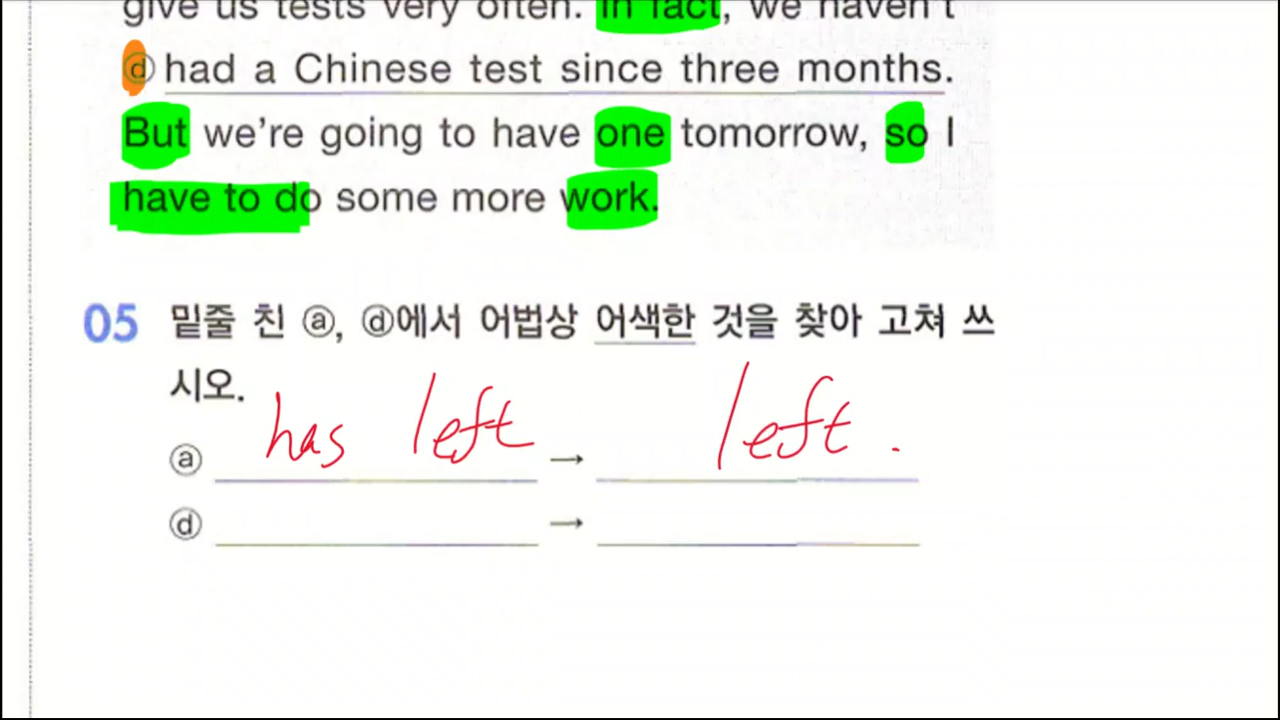 give us tests very often. In fact, we haven't
ⓓ had a Chinese test since three months.
But we're going to have one tomorrow, so I
have to do some more work.
05 밑줄 친 ⓐ, ⓓ에서 어법상 어색한 것을 찾아 고쳐 쓰
시오.
ⓐ has left → left.
ⓓ →